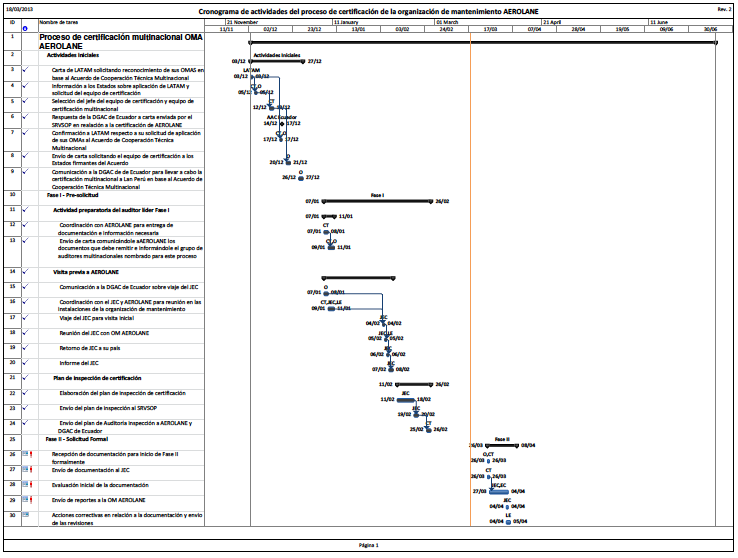 18/03/2013
Cronograma de actividades del proceso de certificación de la organización de mantenimiento AEROLANE
Rev. 2
ID Nombre de tarea
21 November 11 January 01 March 21 April 11 June
11/11 02/12 23/12 13/01 03/02 24/02 17/03 07/04 28/04 19/05 09/06 30/06
1 Proceso de certificación multinacional OMA
AEROLANE
2 Actividades Iniciales
Actividades Iniciales
03/12 27/12
3 Carta de LATAM solicitando reconocimiento de sus OMAS en
base al Acuerdo de Cooperación Técnica Multinacional
LATAM
03/12 03/12
4 Información a los Estados sobre aplicación de LATAM y
solicitud del equipo de certificación
CT,O
05/12 05/12
5 Selección del jefe del equipo de certificación y equipo de
certificación multinacional
CT
12/12 13/12
6 Respuesta de la DGAC de Ecuador a carta enviada por el
SRVSOP en realación a la certificación de AEROLANE
AAC Ecuador
14/12 17/12
7 Confirmación a LATAM respecto a su solicitud de aplicación
de sus OMAs al Acuerdo de Cooperación Técnica
Multinacional
CT,O
17/12 17/12
8 Envío de carta solicitando el equipo de certificación a los
Estados firmantes del Acuerdo
O
20/12 21/12
9 Comunicación a la DGAC de de Ecuador para llevar a cabo la
certificación multinacional a Lan Perú en base al Acuerdo de
Cooperación Técnica Multinacional
O
26/12 27/12
10 Fase I - Pre-solicitud
Fase I
07/01 26/02
11 Actividad preparatoria del auditor líder Fase I
07/01 11/01
12 Coordinación con AEROLANE para entrega de
documentación e información necesaria
CT
07/01 08/01
13 Envío de carta comunicándole aAEROLANE los
documentos que debe remitir e informándole el grupo de
auditores multinacionales nombrado para este proceso
CT,O
09/01 11/01
14 Visita previa a AEROLANE
15 Comunicación a la DGAC de Ecuador sobre viaje del JEC
O
07/01 08/01
16 Coordinación con el JEC y AEROLANE para reunión en las
instalaciones de la organización de mantenimiento
CT,JEC,LE
09/01 11/01
17 Viaje del JEC para visita inicial
JEC
04/02 04/02
18 Reunión del JEC con OM AEROLANE
JEC,LE
05/02 05/02
19 Retorno de JEC a su país
JEC
06/02 06/02
20 Informe del JEC
JEC
07/02 08/02
21 Plan de inspección de certificación
11/02 26/02
22 Elaboración del plan de inspección de certificación
JEC
11/02 18/02
23 Envío del plan de inspección al SRVSOP
JEC
19/02 20/02
24 Envío del plan de Auditoría Inspección a AEROLANE y
DGAC de Ecuador
CT
25/02 26/02
25 Fase II - Solicitud Formal
Fase II
26/03 08/04
26 Recepción de documentación para inicio de Fase II
formalmente
O,CT
26/03 26/03
27 Envío de documentación al JEC
CT
26/03 26/03
28 Evaluación inicial de la documentación
JEC,EC
27/03 04/04
29 Envío de reportes a la OM AEROLANE
JEC
04/04 04/04
30 Acciones correctivas en relación a la documentación y envío
de las revisiones
LE
04/04 05/04
Página 1